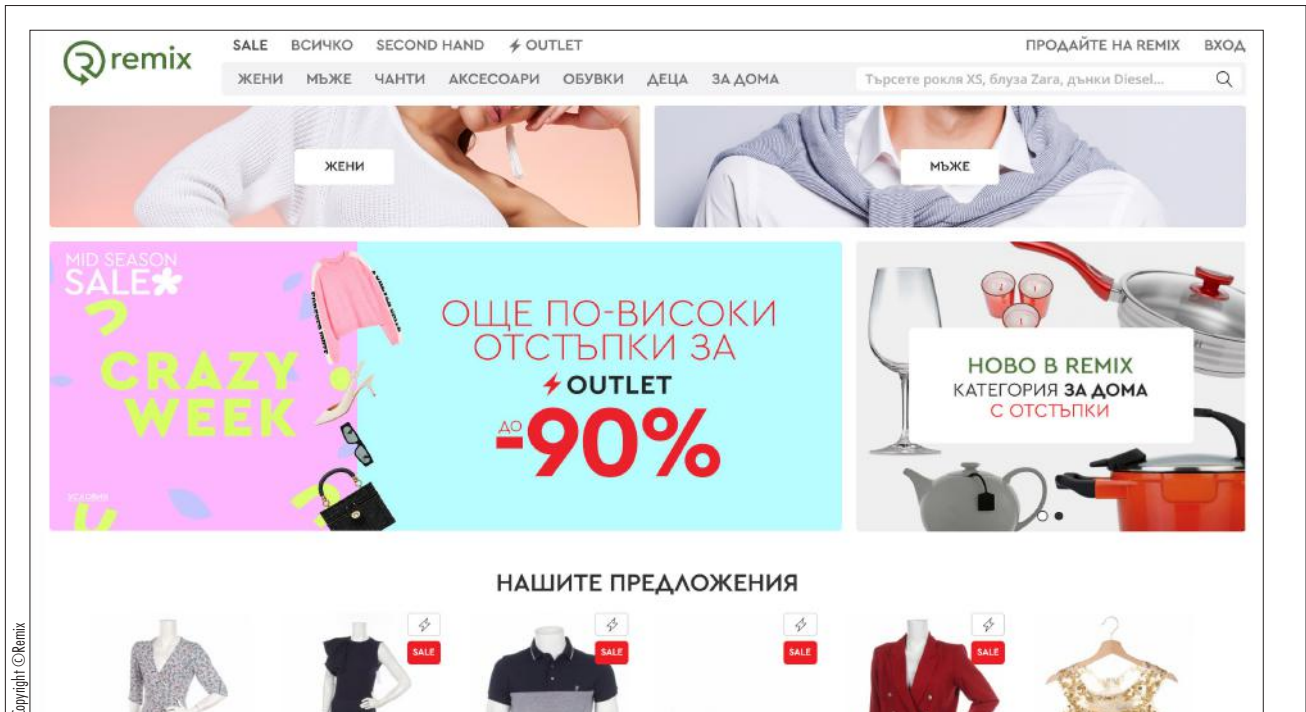 remix
SALE ВСИЧКО SECOND HAND OUTLET
ПРОДАЙТЕ НА REMIX ВХОД
ЖЕНИ МЪЖЕ ЧАНТИ АКСЕСОАРИ ОБУВКИ ДЕЦА ЗА ДОМА
Търсете рокля XS, блуза Zara, дънки Diesel...
ЖЕНИ
МЪЖЕ
MID SEASON
SALE
CRAZY
WEEK
УСЛОВИЯ
ОЩЕ ПО-ВИСОКИ
ОТСТЪПКИ ЗА
OUTLET
ДО
-90%
НОВО В REMIX
КАТЕГОРИЯ ЗА ДОМА
С ОТСТЪПКИ
НАШИТЕ ПРЕДЛОЖЕНИЯ
SALE
SALE
SALE
SALE
opyright ©Remix